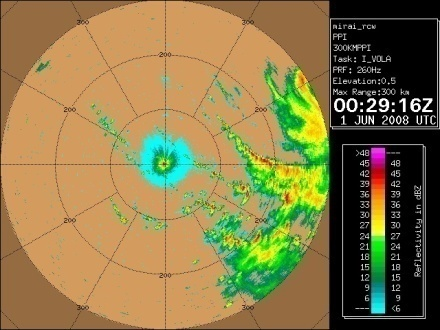 mirai_rcw
PPI
300KMPPI
Task: I_VOLA
PRF: 260Hz
Elevation:0.5
Max Range:300 km
00:29:16Z
1 JUN 2008 UTC
300
300
200
200
200
200
300
300
>48 ---
45 48
42 45
39 42
36 39
33 36
30 33
27 30
24 27
21 24
18 21
15 18
12 15
9 12
6 9
--- <6
Reflectivity in dBZ